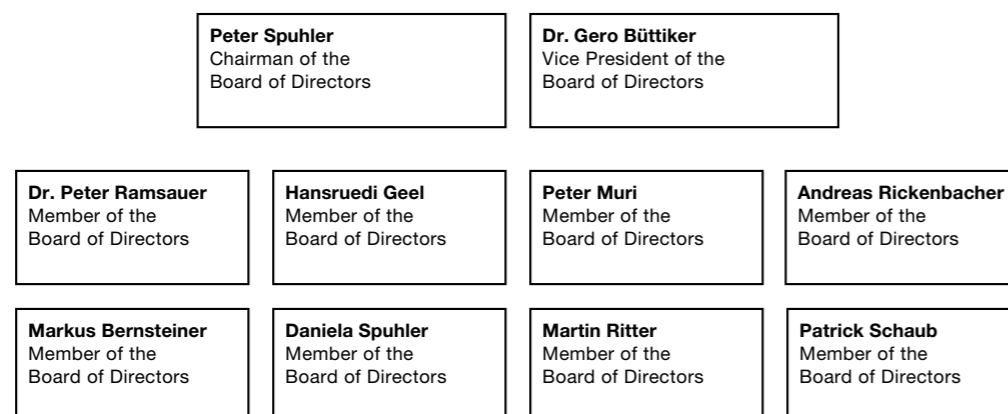 Peter Spuhler
Chairman of the
Board of Directors
Dr. Gero Büttiker
Vice President of the
Board of Directors
Dr. Peter Ramsauer
Member of the
Board of Directors
Hansruedi Geel
Member of the
Board of Directors
Peter Muri
Member of the
Board of Directors
Andreas Rickenbacher
Member of the
Board of Directors
Markus Bernsteiner
Member of the
Board of Directors
Daniela Spuhler
Member of the
Board of Directors
Martin Ritter
Member of the
Board of Directors
Patrick Schaub
Member of the
Board of Directors